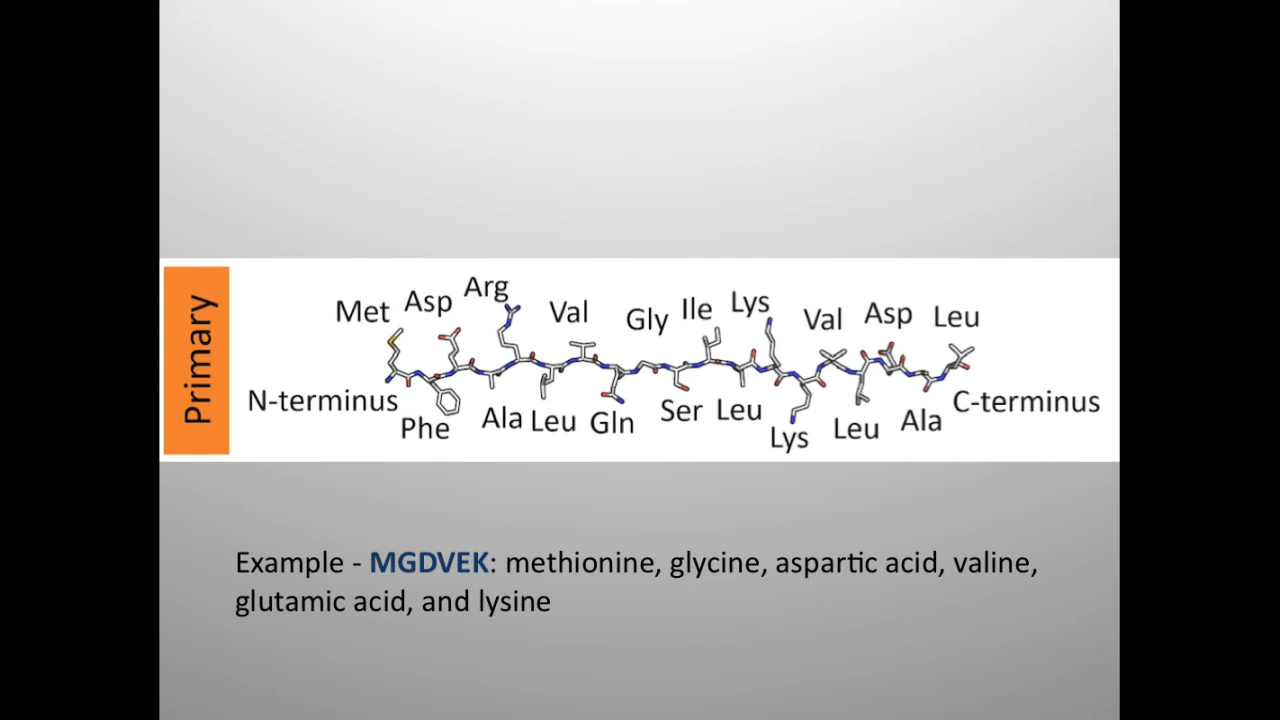 Primary
Met Asp Arg Val Gly Ile Lys Val Asp Leu
N-terminus C-terminus
Phe Ala Leu Gln Ser Leu Lys Leu Ala
Example - MGDVEK: methionine, glycine, aspartic acid, valine,
glutamic acid, and lysine